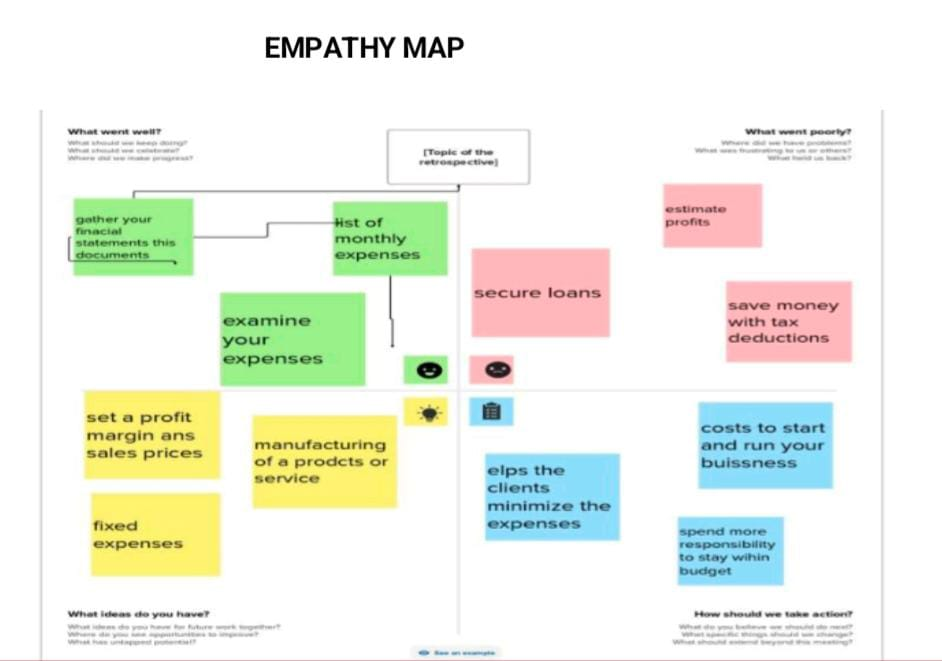 EMPATHY MAP
What went well?
What should we keep doing?
What should we celebrate?
Where did we make progress?
[Topic of the
retrospective]
What went poorly?
Where did we have problems?
What was frustrating to us or others?
What held us back?
gather your
finacial
statements this
documents
list of
monthly
expenses
examine
your
expenses
estimate
profits
secure loans
save money
with tax
deductions
set a profit
margin ans
sales prices
manufacturing
of a prodcts or
service
fixed
expenses
costs to start
and run your
buissness
elps the
clients
minimize the
expenses
spend more
responsibility
to stay wihin
budget
What ideas do you have?
What ideas do you have for future work together?
Where do you see opportunities to improve?
What has untapped potential?
How should we take action?
What do you believe we should do next?
What specific things should we change?
What should extend beyond this meeting?
See an example